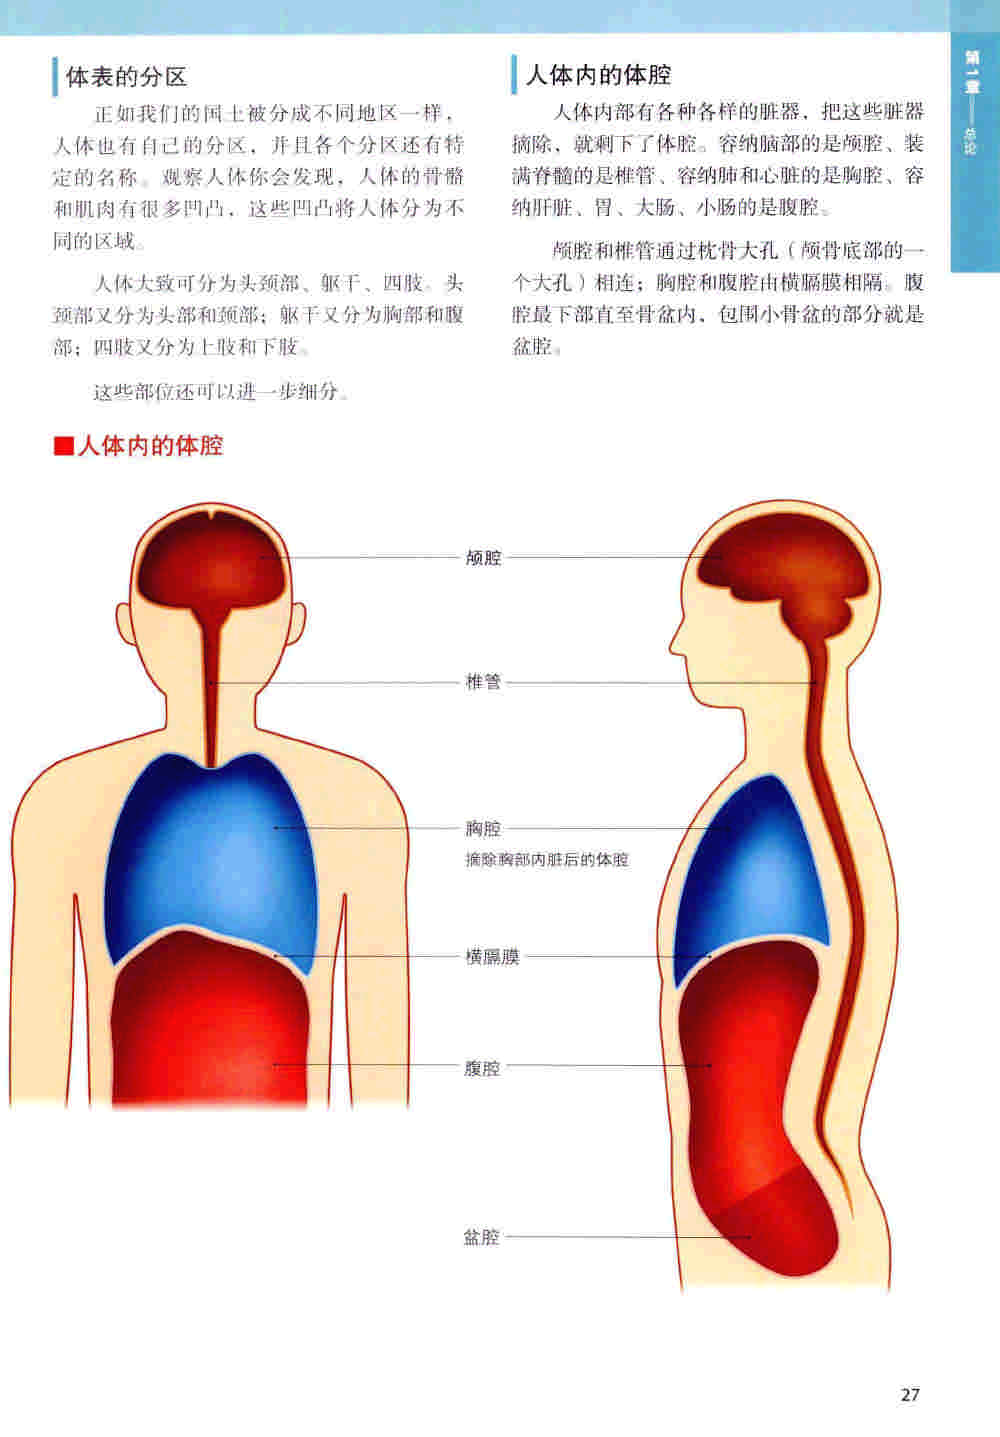 第1章——总论
体表的分区
正如我们的国土被分成不同地区一样，
人体也有自己的分区，并且各个分区还有特
定的名称。观察人体你会发现，人体的骨骼
和肌肉有很多凹凸，这些凹凸将人体分为不
同的区域。
人体大致可分为头颈部、躯干、四肢。头
颈部又分为头部和颈部；躯干又分为胸部和腹
部；四肢又分为上肢和下肢。
这些部位还可以进一步细分。
人体内的体腔
人体内部有各种各样的脏器，把这些脏器
摘除，就剩下了体腔。容纳脑部的是颅腔、装
满脊髓的是椎管、容纳肺和心脏的是胸腔、容
纳肝脏、胃、大肠、小肠的是腹腔。
颅腔和椎管通过枕骨大孔（颅骨底部的一
个大孔）相连；胸腔和腹腔由横膈膜相隔。腹
腔最下部直至骨盆内，包围小骨盆的部分就是
盆腔。
■人体内的体腔
颅腔
椎管
胸腔
摘除胸部内脏后的体腔
横膈膜
腹腔
盆腔
27